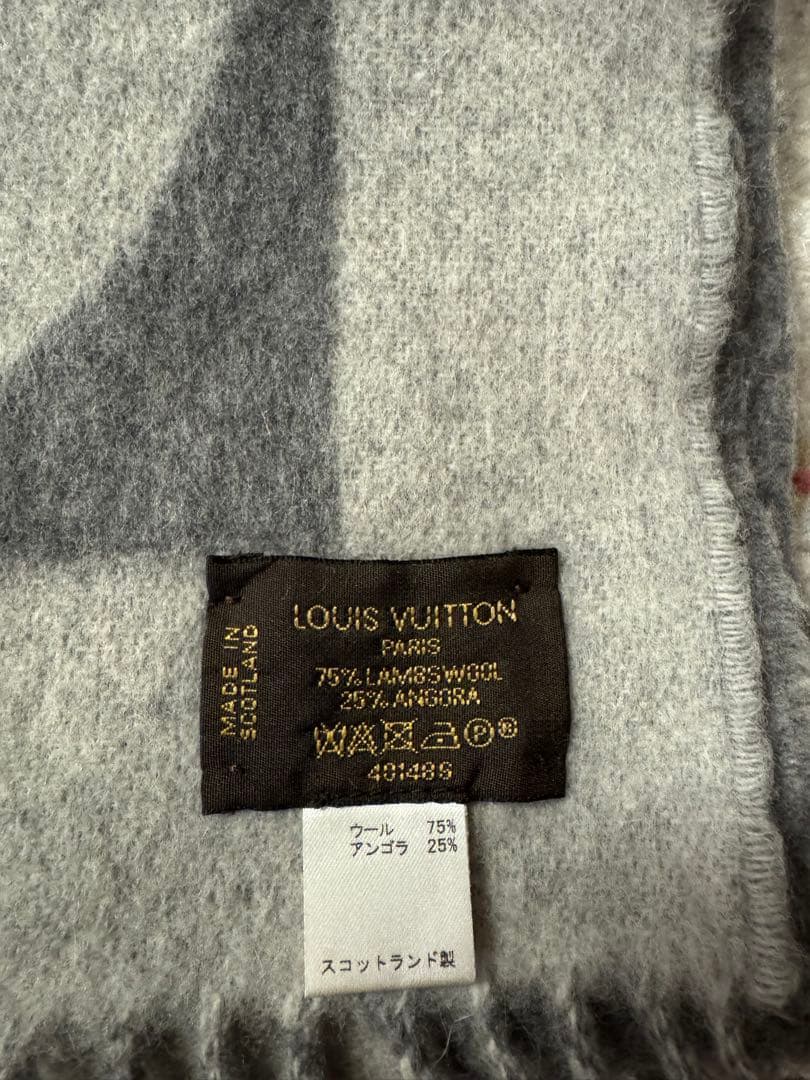 LOUIS VUITTON
PARIS
75% LAMBSWOOL
25% ANGORA
MADE IN
SCOTLAND
ウール 75%
アンゴラ 25%
スコットランド製